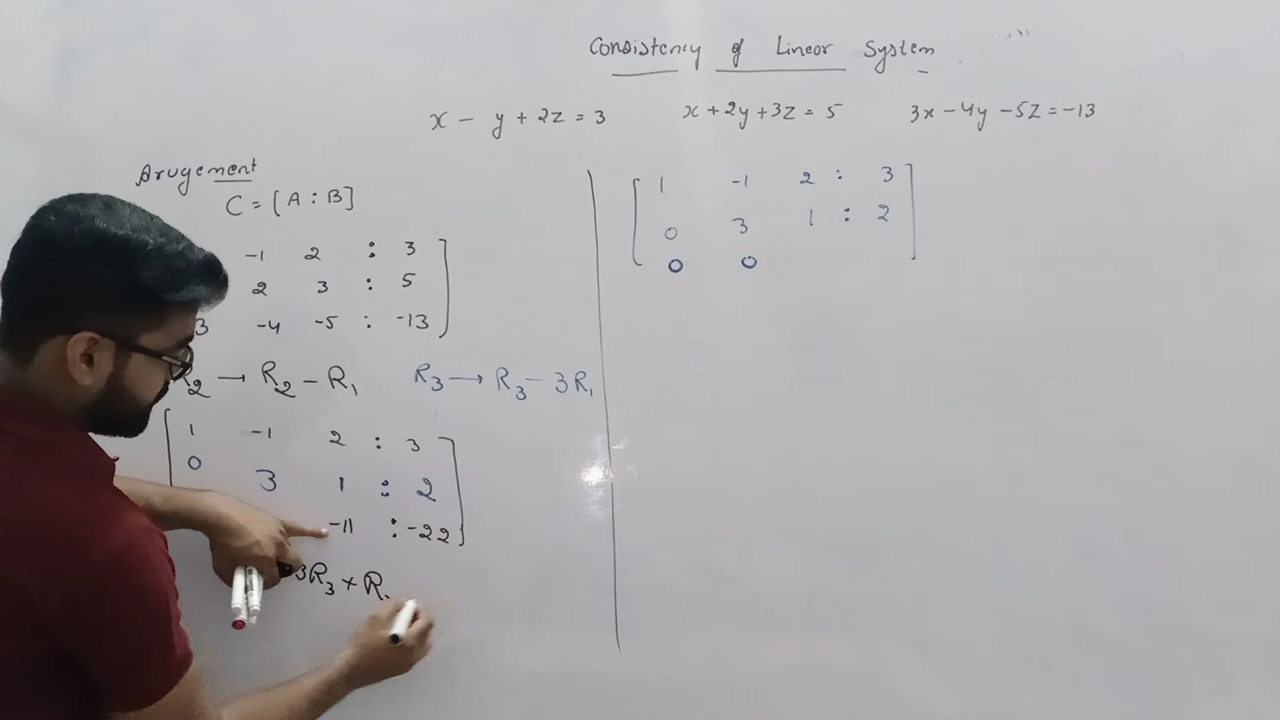 Consistency of Linear System
x - y + 2z = 3 x + 2y + 3z = 5 3x - 4y - 5z = -13
Arugement
C = [A : B]
-1 2 : 3
2 3 : 5
3 -4 -5 : -13
R2 → R2 - R1 R3 → R3 - 3R1
1 -1 2 : 3
0 3 1 : 2
-11 : -22
3R3 + R
1 -1 2 : 3
0 3 1 : 2
0 0